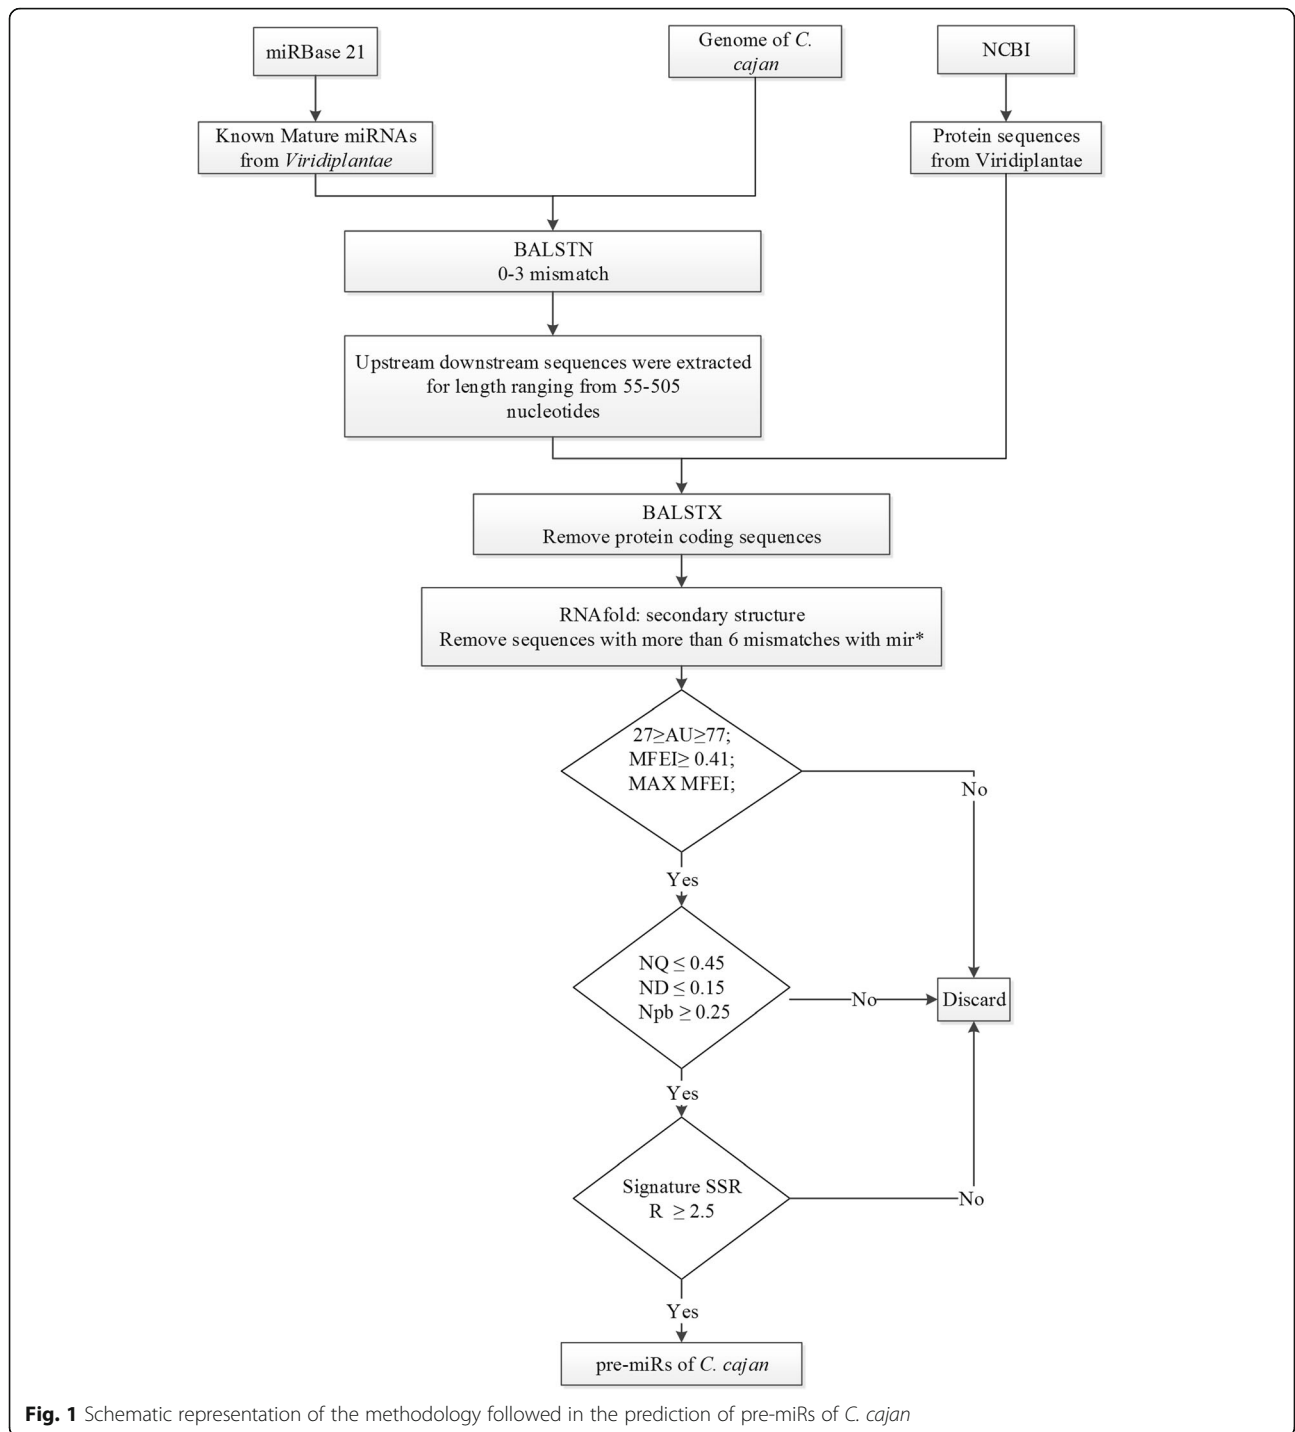 miRBase 21
Genome of C.
cajan
NCBI
Known Mature miRNAs
from Viridiplantae
Protein sequences
from Viridiplantae
BALSTN
0-3 mismatch
Upstream downstream sequences were extracted
for length ranging from 55-505
nucleotides
BALSTX
Remove protein coding sequences
RNAfold: secondary structure
Remove sequences with more than 6 mismatches with mir*
27≥AU≥77;
MFEI≥ 0.41;
MAX MFEI;
No
Yes
NQ ≤ 0.45
ND ≤ 0.15
Npb ≥ 0.25
No
Discard
Yes
Signature SSR
R ≥ 2.5
No
Yes
pre-miRs of C. cajan
Fig. 1 Schematic representation of the methodology followed in the prediction of pre-miRs of C. cajan